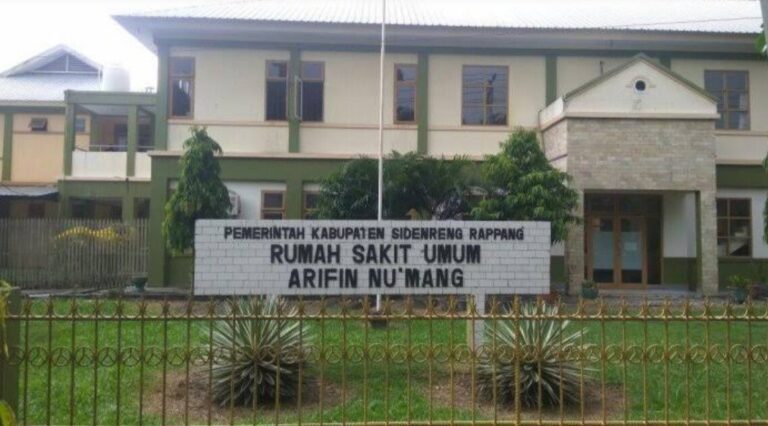 PEMERINTAH KABUPATEN SIDENRENG RAPPANG
RUMAH SAKIT UMUM
ARIFIN NU'MANG